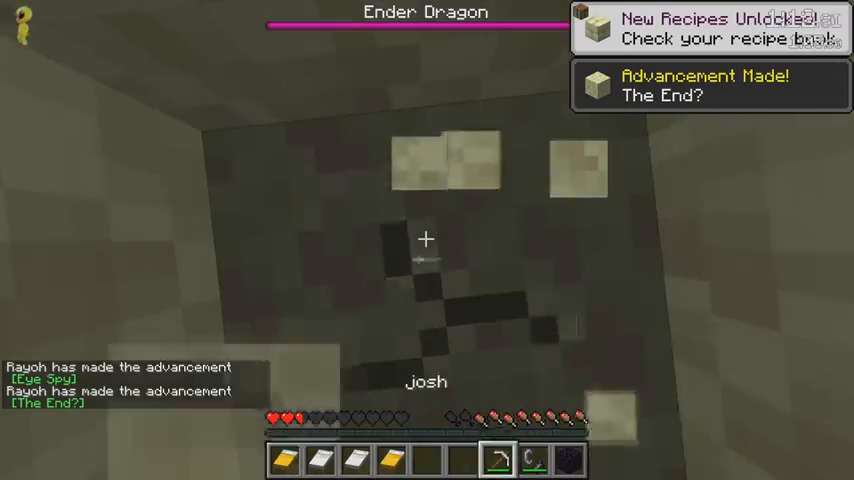 Ender Dragon
New Recipes Unlocked!
Check your recipe book
Advancement Made!
The End?
Rayoh has made the advancement
[Eye Spy]
Rayoh has made the advancement
[The End?]
josh